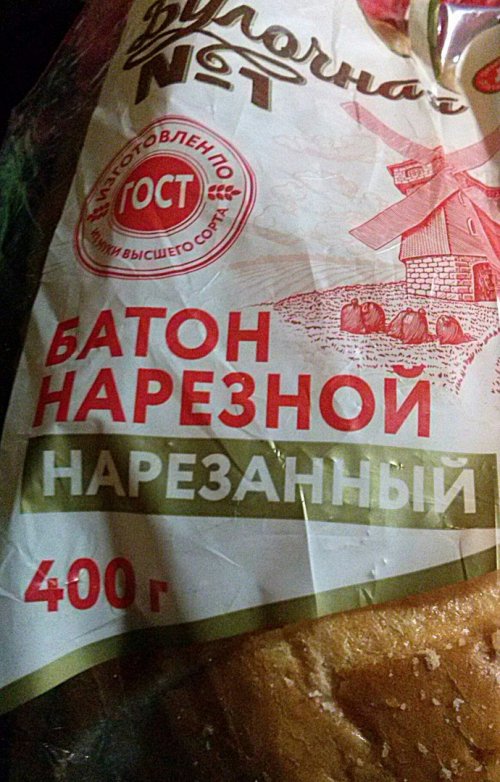 Булочная
№1
ИЗГОТОВЛЕН ПО
ГОСТ
МУКИ ВЫСШЕГО СОРТА
БАТОН
НАРЕЗНОЙ
НАРЕЗАННЫЙ
400 г